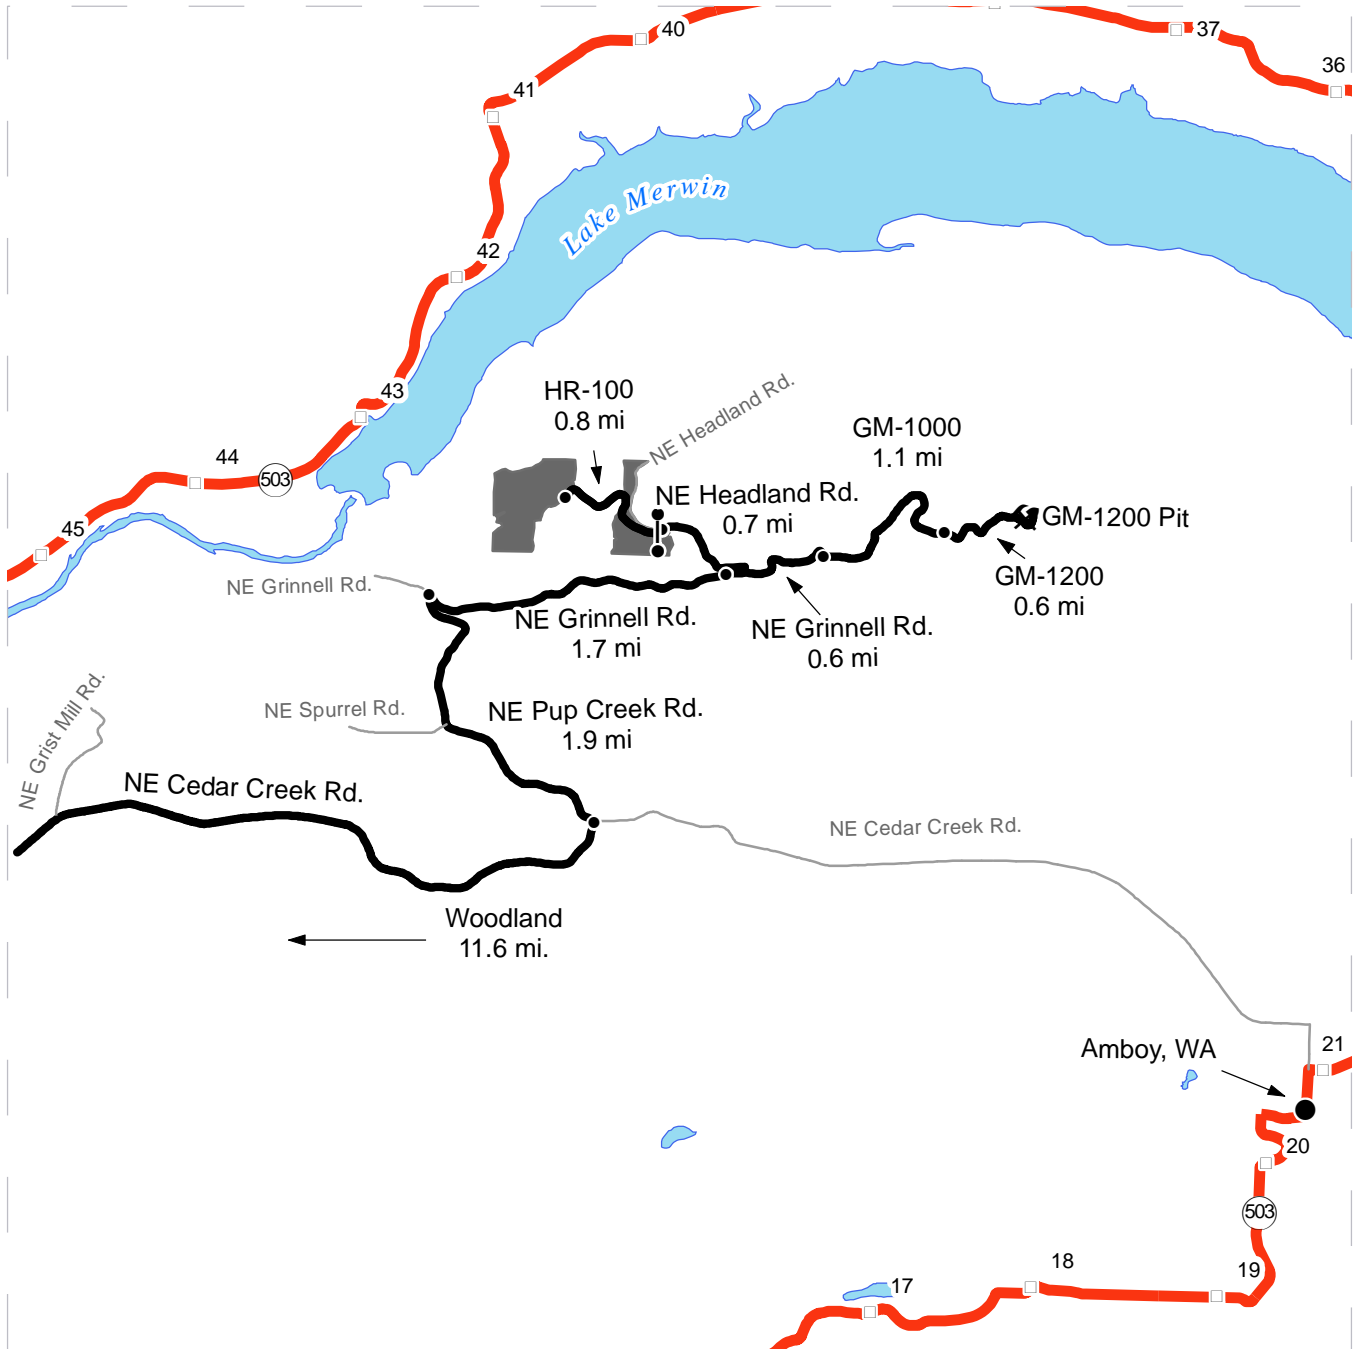 40
37
36
41
Lake Merwin
42
43
HR-100
0.8 mi
NE Headland Rd.
GM-1000
1.1 mi
44
503
NE Headland Rd.
0.7 mi
GM-1200 Pit
45
NE Grinnell Rd.
GM-1200
0.6 mi
NE Grinnell Rd.
1.7 mi
NE Grinnell Rd.
0.6 mi
NE Grist Mill Rd.
NE Spurrel Rd.
NE Pup Creek Rd.
1.9 mi
NE Cedar Creek Rd.
NE Cedar Creek Rd.
Woodland
11.6 mi.
Amboy, WA
21
20
503
19
18
17